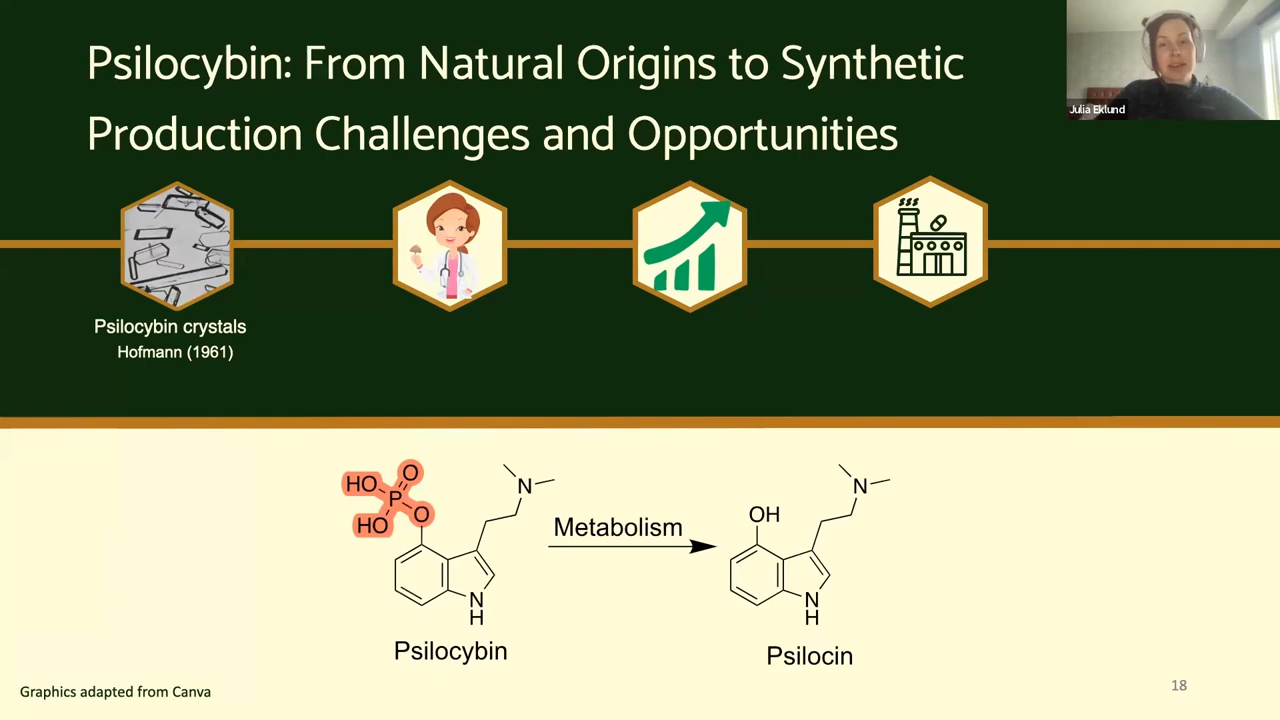 Psilocybin: From Natural Origins to Synthetic
Production Challenges and Opportunities
Julia Eklund
Psilocybin crystals
Hofmann (1961)
HO
O
P
HO
O
N
N
H
Psilocybin
Metabolism
OH
N
N
H
Psilocin
Graphics adapted from Canva
18